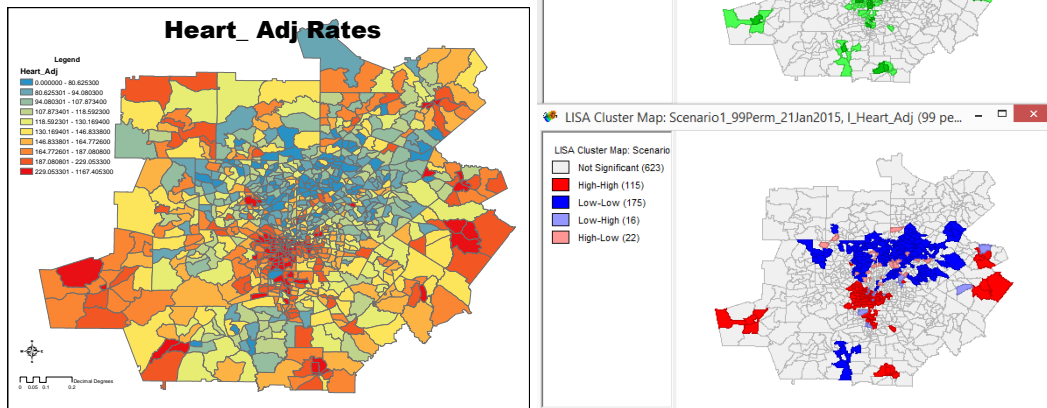 Heart_ Adj Rates
Legend
Heart_Adj
0.000000 - 80.625300
80.625301 - 94.080300
94.080301 - 107.873400
107.873401 - 118.592300
118.592301 - 130.169400
130.169401 - 146.833800
146.833801 - 164.772600
164.772601 - 187.080800
187.080801 - 229.053300
229.053301 - 1167.405300
0 0.05 0.1 0.2
Decimal Degrees
LISA Cluster Map: Scenario1_99Perm_21Jan2015, I_Heart_Adj (99 pe...
LISA Cluster Map: Scenario
Not Significant (623)
High-High (115)
Low-Low (175)
Low-High (16)
High-Low (22)